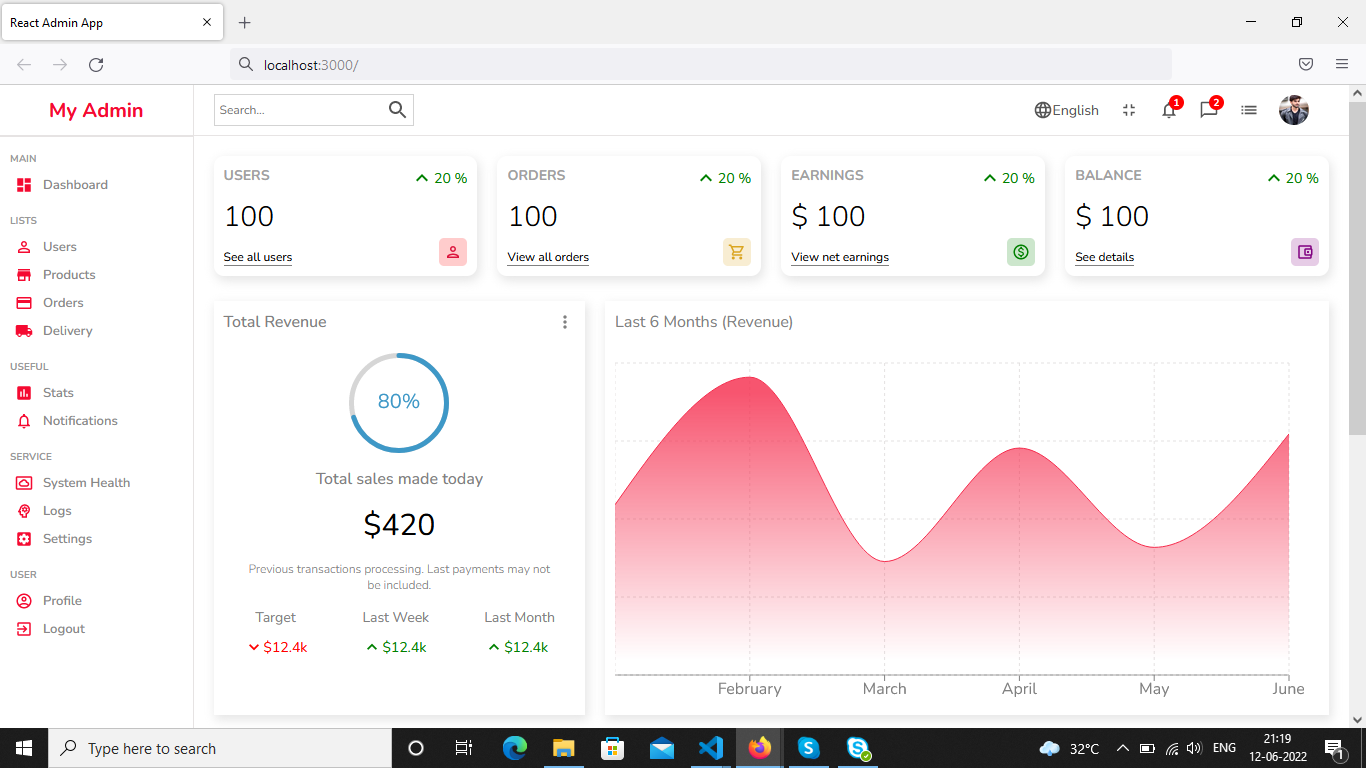 React Admin App
localhost:3000/
My Admin
Search...
English
1
2
MAIN
Dashboard
LISTS
Users
Products
Orders
Delivery
USEFUL
Stats
Notifications
SERVICE
System Health
Logs
Settings
USER
Profile
Logout
USERS
20 %
100
See all users
ORDERS
20 %
100
View all orders
EARNINGS
20 %
$ 100
View net earnings
BALANCE
20 %
$ 100
See details
Total Revenue
80%
Total sales made today
$420
Previous transactions processing. Last payments may not
be included.
Target
Last Week
Last Month
$12.4k
$12.4k
$12.4k
Last 6 Months (Revenue)
February
March
April
May
June
Type here to search
32°C
ENG
21:19
12-06-2022
1